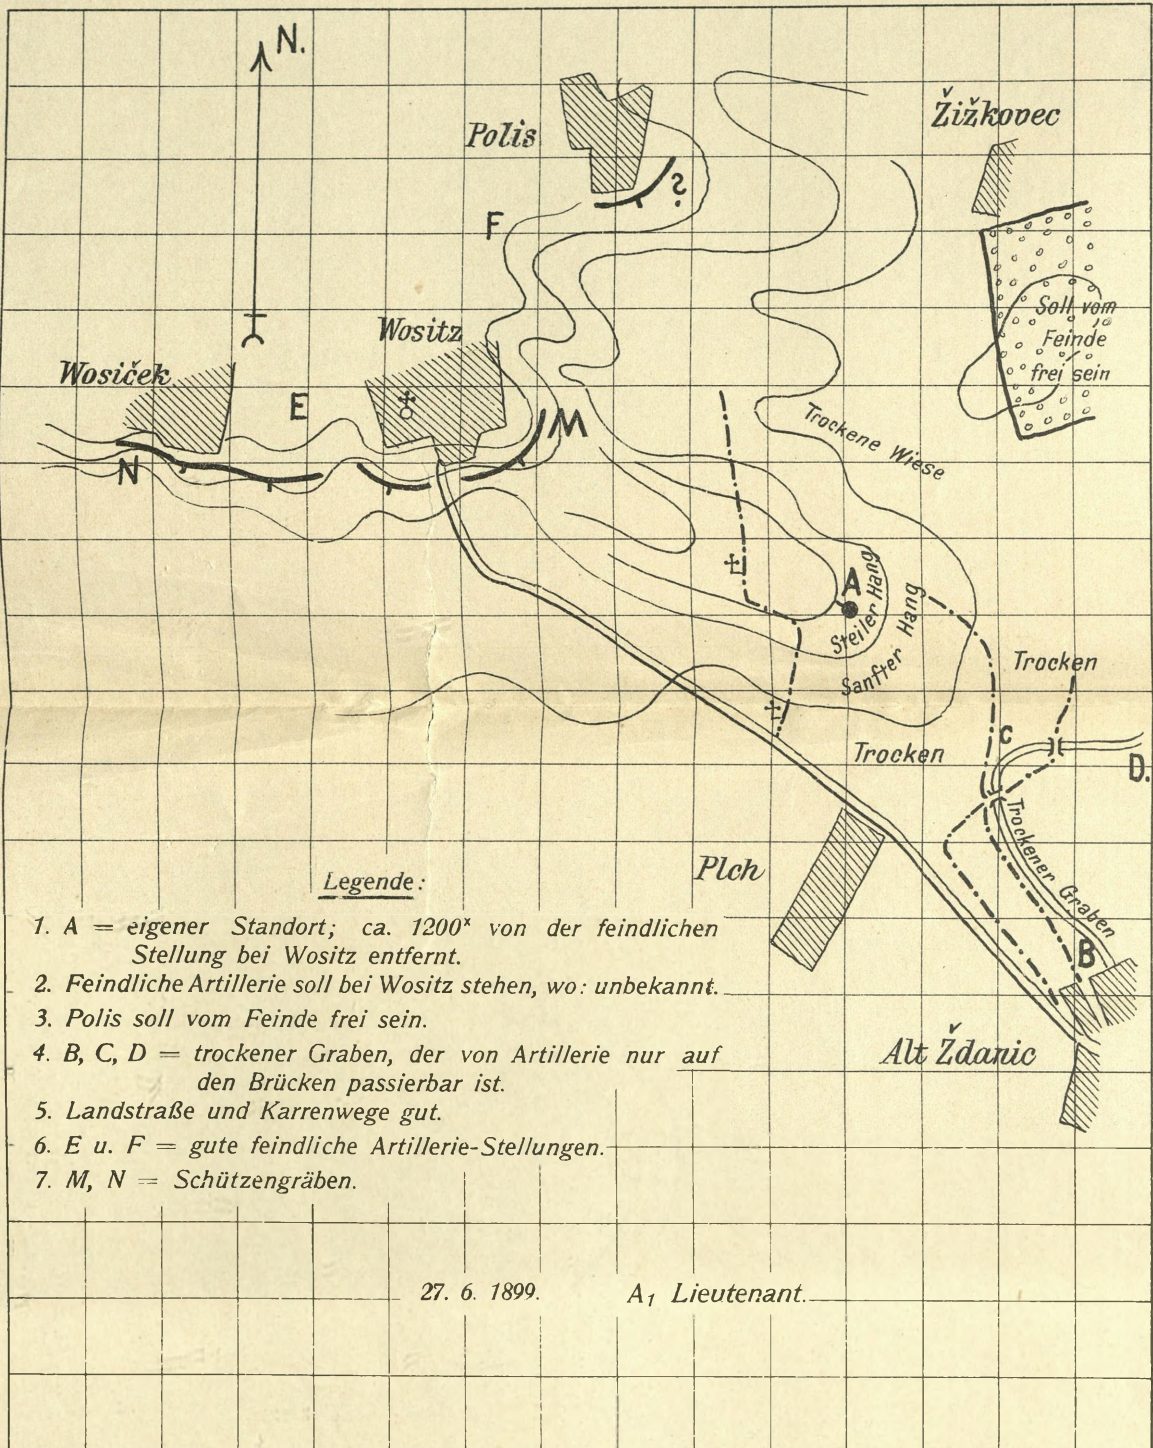 N.
Polis
Žižkovec
?
F
Soll vom
Feinde
frei sein
Wositz
Wosiček
E
M
N
Trockene Wiese
A
Steiler Hang
Sanfter Hang
Trocken
C
Trocken
D.
Trockener Graben
Plch
B
Alt Ždanic
Legende:
1. A = eigener Standort; ca. 1200ˣ von der feindlichen
Stellung bei Wositz entfernt.
2. Feindliche Artillerie soll bei Wositz stehen, wo: unbekannt.
3. Polis soll vom Feinde frei sein.
4. B, C, D = trockener Graben, der von Artillerie nur auf
den Brücken passierbar ist.
5. Landstraße und Karrenwege gut.
6. E u. F = gute feindliche Artillerie-Stellungen.
7. M, N = Schützengräben.
27. 6. 1899. A₁ Lieutenant.